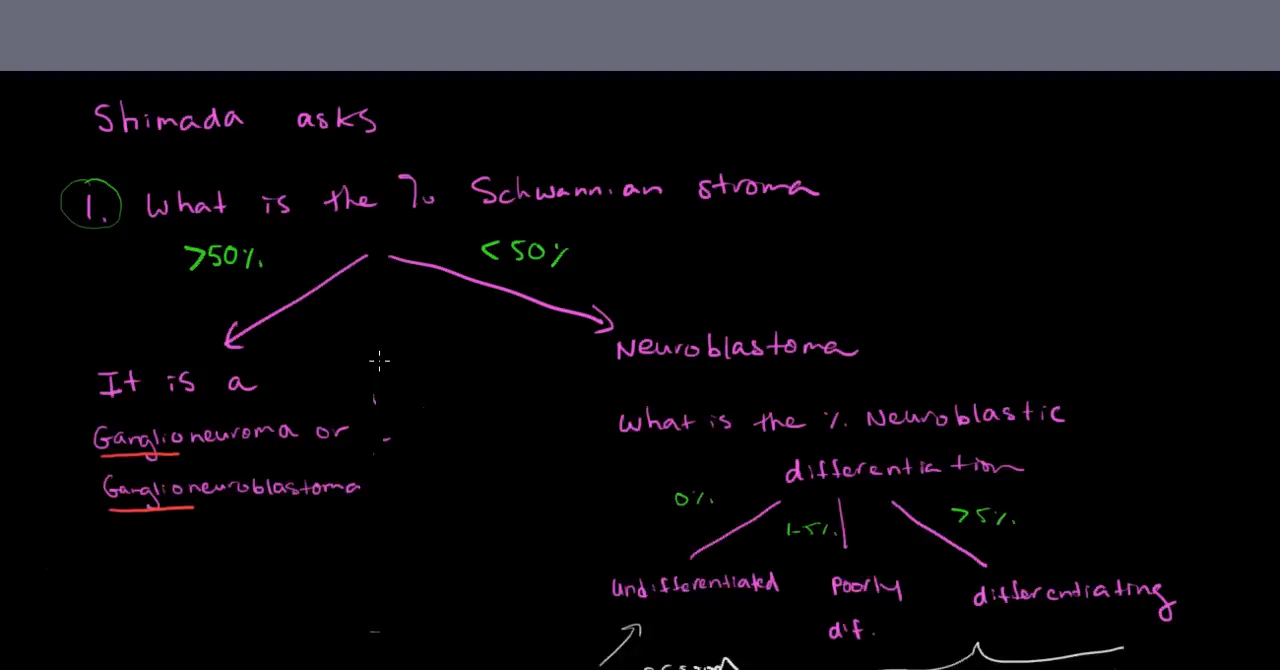 Shimada asks
1. What is the % Schwannian stroma
>50%. <50%
Neuroblastoma
It is a
Ganglioneuroma or
Ganglioneuroblastoma
What is the % Neuroblastic
differentiation
0%. 1-5%. >5%.
Undifferentiated Poorly differentiating
dif.